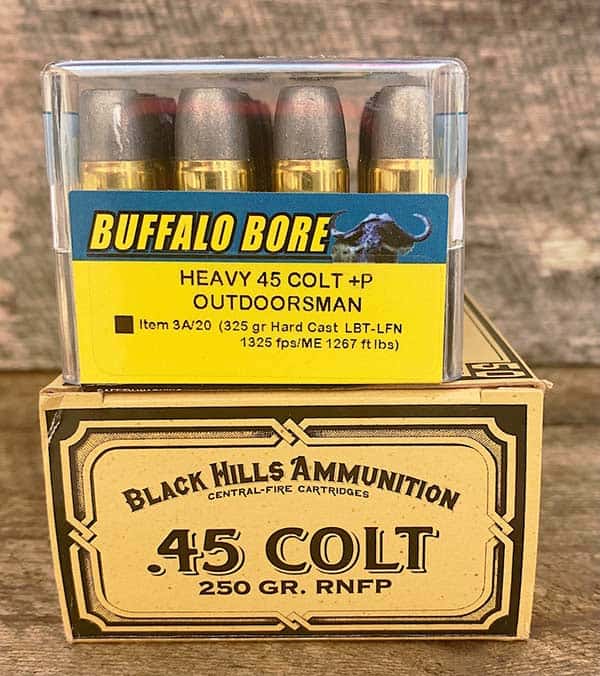 BUFFALO BORE
HEAVY 45 COLT +P
OUTDOORSMAN
Item 3A/20 (325 gr Hard Cast LBT-LFN
1325 fps/ME 1267 ft lbs)
BLACK HILLS AMMUNITION
CENTRAL-FIRE CARTRIDGES
.45 COLT
250 GR. RNFP